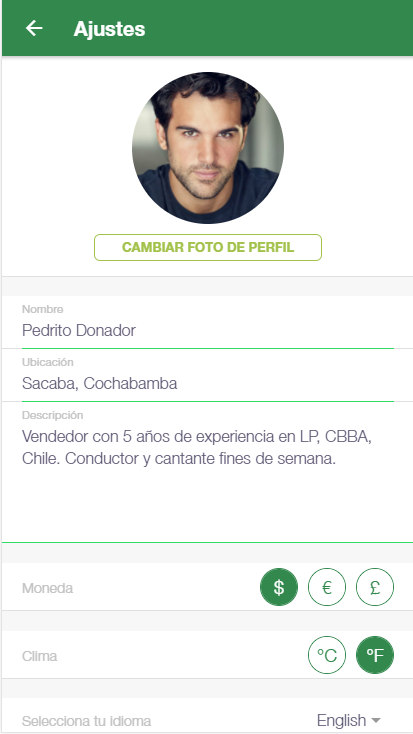 Ajustes
CAMBIAR FOTO DE PERFIL
Nombre
Pedrito Donador
Ubicación
Sacaba, Cochabamba
Descripción
Vendedor con 5 años de experiencia en LP, CBBA,
Chile. Conductor y cantante fines de semana.
Moneda $ € £
Clima °C °F
Selecciona tu idioma English